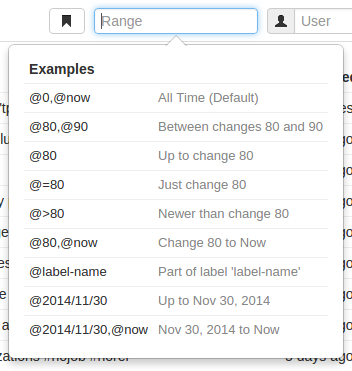 Range
User
Examples
@0,@now All Time (Default)
@80,@90 Between changes 80 and 90
@80 Up to change 80
@=80 Just change 80
@>80 Newer than change 80
@80,@now Change 80 to Now
@label-name Part of label 'label-name'
@2014/11/30 Up to Nov 30, 2014
@2014/11/30,@now Nov 30, 2014 to Now
days ago